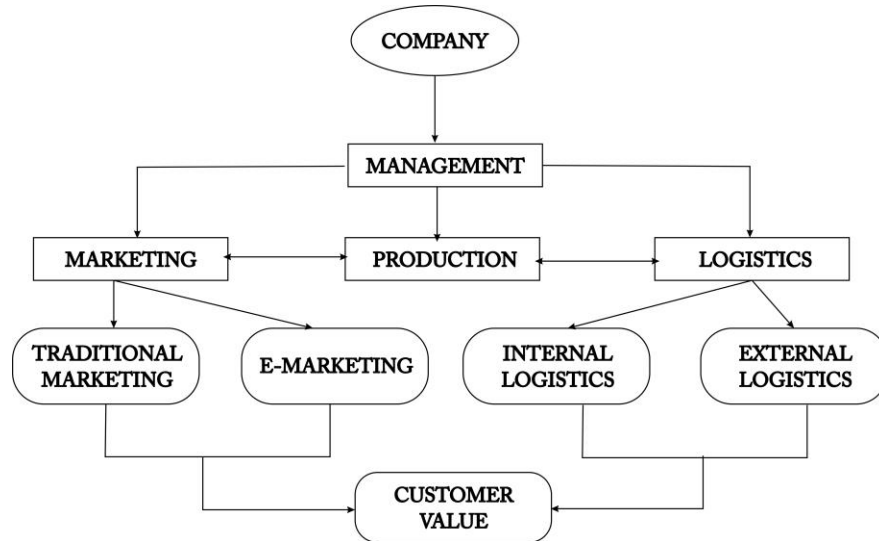 COMPANY
MANAGEMENT
MARKETING
PRODUCTION
LOGISTICS
TRADITIONAL
MARKETING
E-MARKETING
INTERNAL
LOGISTICS
EXTERNAL
LOGISTICS
CUSTOMER
VALUE